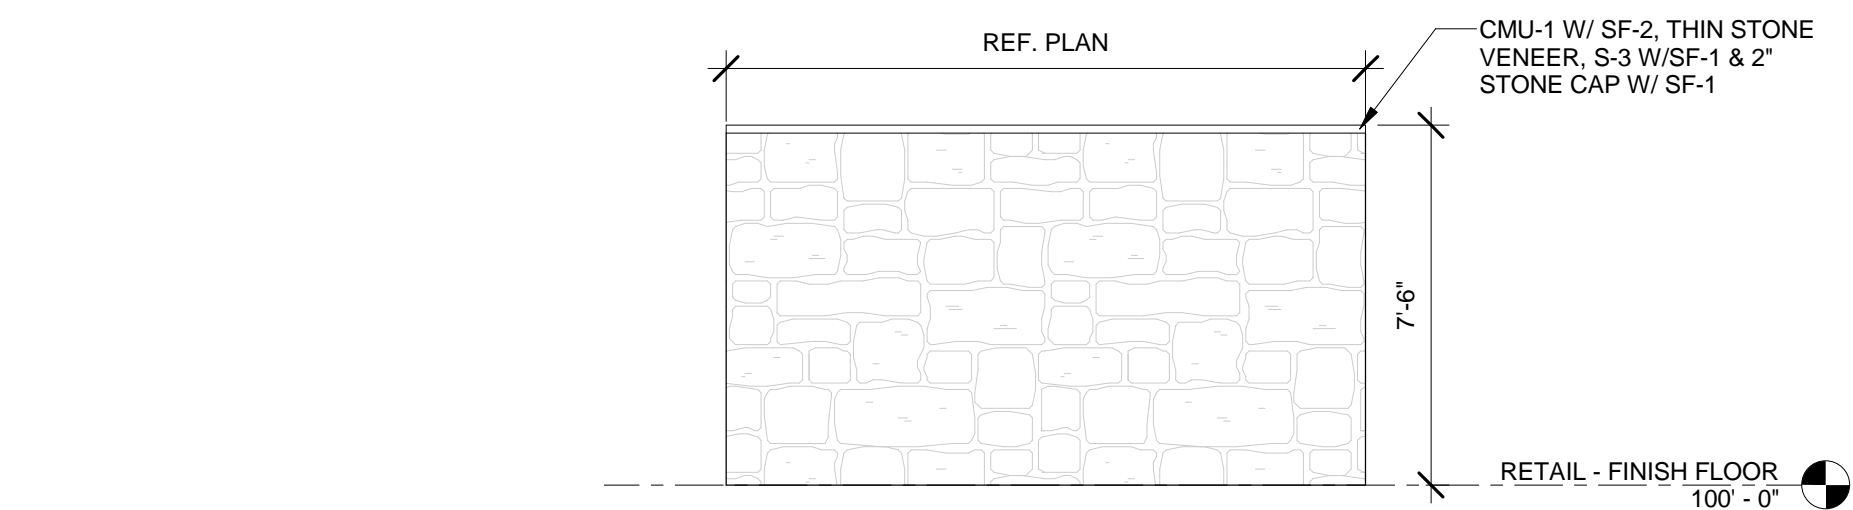 REF. PLAN
CMU-1 W/ SF-2, THIN STONE
VENEER, S-3 W/SF-1 & 2"
STONE CAP W/ SF-1
7'-6"
RETAIL - FINISH FLOOR
100' - 0"